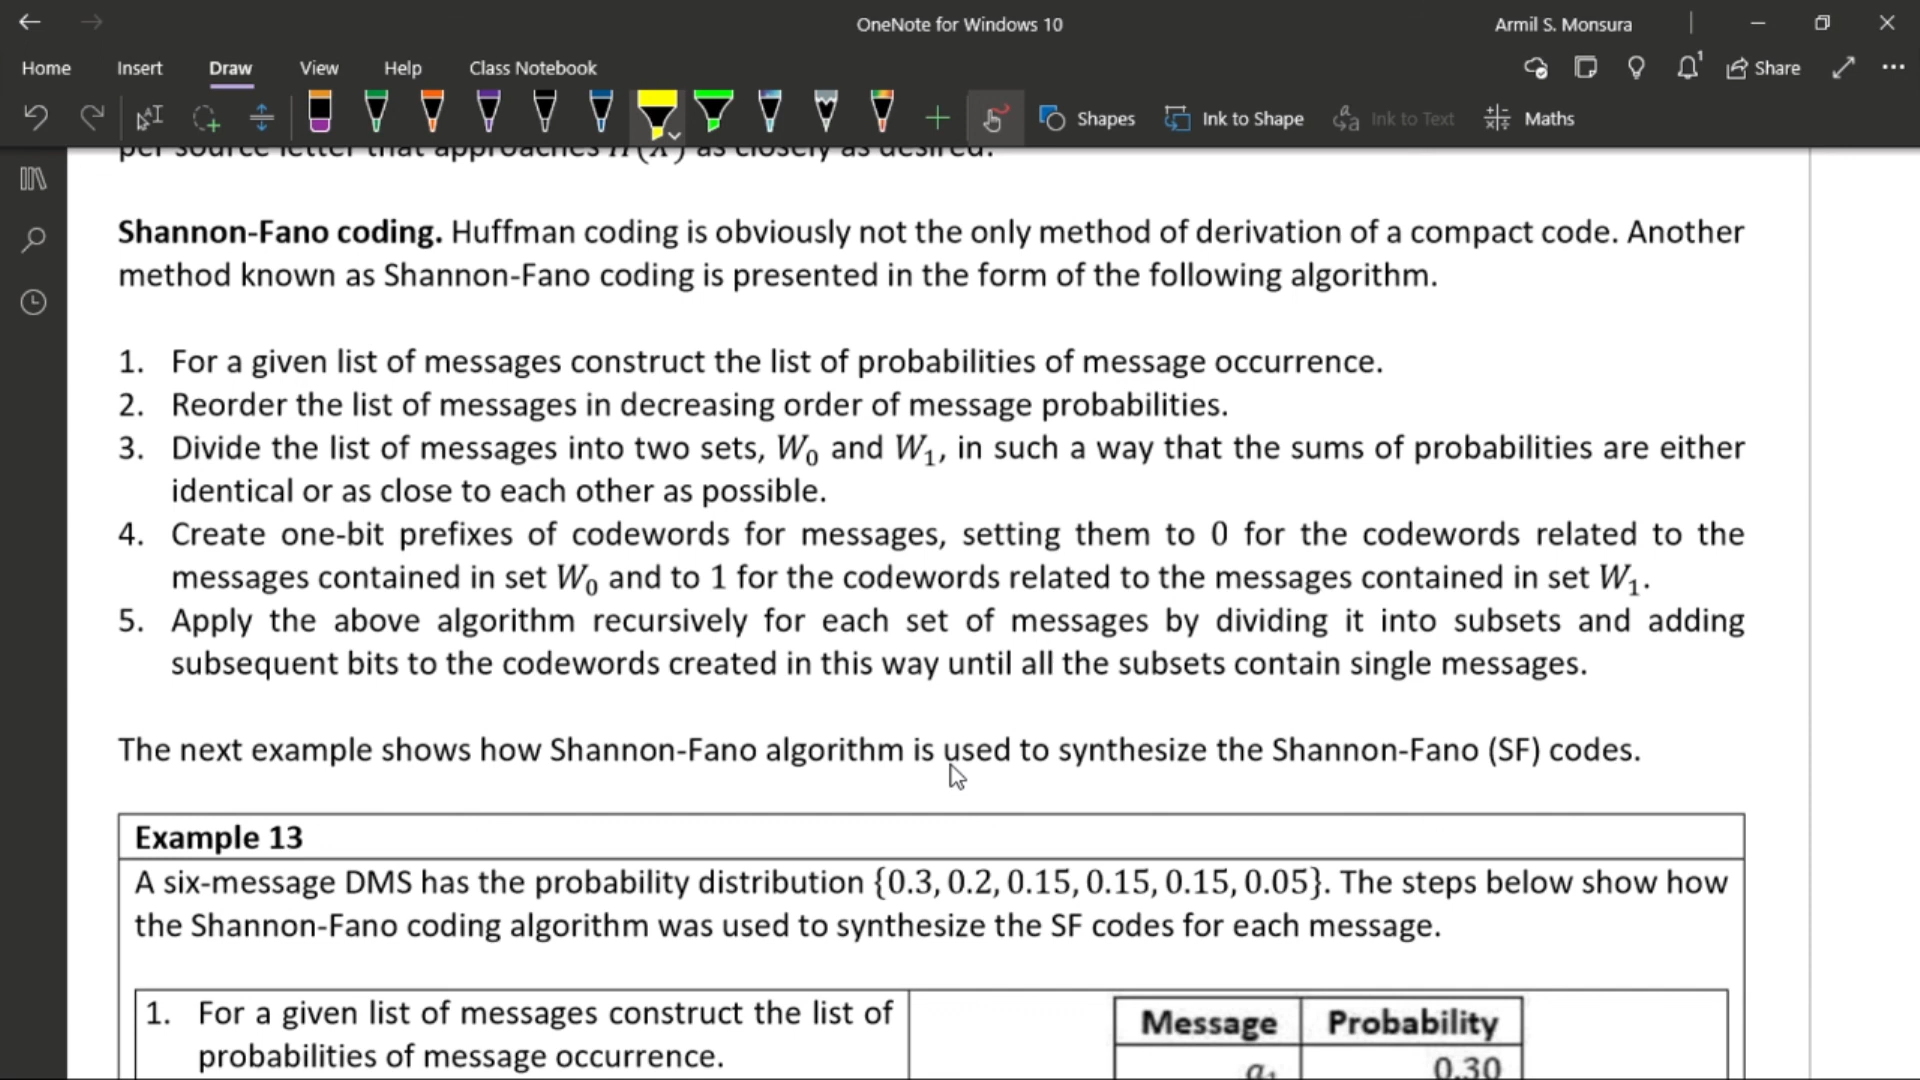 OneNote for Windows 10
Armil S. Monsura
Home Insert Draw View Help Class Notebook
1 Share
Shapes Ink to Shape Ink to Text Maths
per source letter that approaches H(X) as closely as desired.
Shannon-Fano coding. Huffman coding is obviously not the only method of derivation of a compact code. Another
method known as Shannon-Fano coding is presented in the form of the following algorithm.
1. For a given list of messages construct the list of probabilities of message occurrence.
2. Reorder the list of messages in decreasing order of message probabilities.
3. Divide the list of messages into two sets, W₀ and W₁, in such a way that the sums of probabilities are either
identical or as close to each other as possible.
4. Create one-bit prefixes of codewords for messages, setting them to 0 for the codewords related to the
messages contained in set W₀ and to 1 for the codewords related to the messages contained in set W₁.
5. Apply the above algorithm recursively for each set of messages by dividing it into subsets and adding
subsequent bits to the codewords created in this way until all the subsets contain single messages.
The next example shows how Shannon-Fano algorithm is used to synthesize the Shannon-Fano (SF) codes.
Example 13
A six-message DMS has the probability distribution {0.3, 0.2, 0.15, 0.15, 0.15, 0.05}. The steps below show how
the Shannon-Fano coding algorithm was used to synthesize the SF codes for each message.
1. For a given list of messages construct the list of
probabilities of message occurrence.
Message Probability
a₁ 0.30